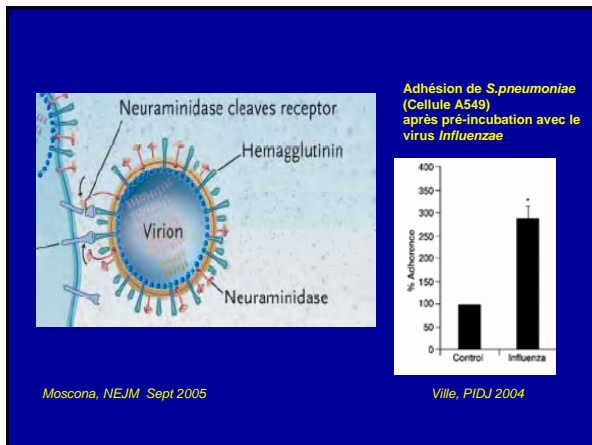 Adhésion de S.pneumoniae
(Cellule A549)
après pré-incubation avec le
virus Influenzae
Neuraminidase cleaves receptor
Hemagglutinin
Virion
Neuraminidase
400
350
300
250
200
150
100
50
0
% Adherence
*
Control
Influenza
Moscona, NEJM Sept 2005
Ville, PIDJ 2004